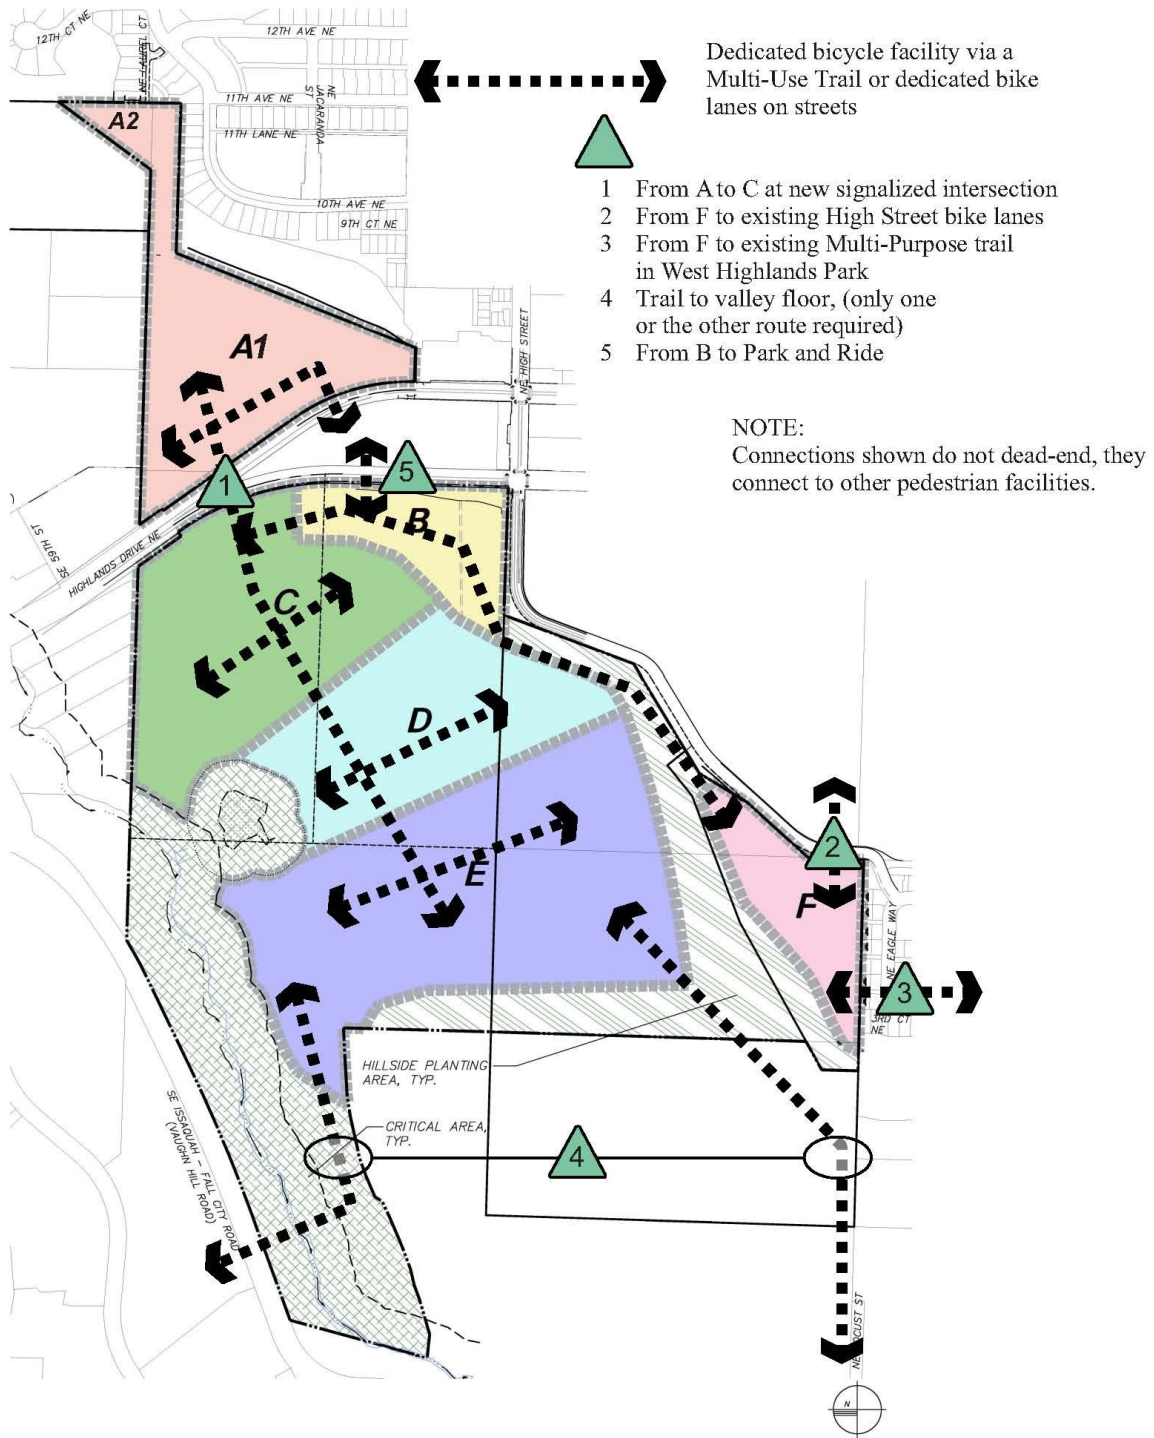 12TH CT NE
NE LAUREL CT
12TH AVE NE
11TH AVE NE
NE JACARANDA ST
11TH LANE NE
10TH AVE NE
9TH CT NE
A2
Dedicated bicycle facility via a
Multi-Use Trail or dedicated bike
lanes on streets
1 From A to C at new signalized intersection
2 From F to existing High Street bike lanes
3 From F to existing Multi-Purpose trail
in West Highlands Park
4 Trail to valley floor, (only one
or the other route required)
5 From B to Park and Ride
A1
NE HIGH STREET
NOTE:
Connections shown do not dead-end, they
connect to other pedestrian facilities.
1
5
B
SE 59TH ST
HIGHLANDS DRIVE NE
C
D
E
2
F
NE EAGLE WAY
3
3RD CT
NE
HILLSIDE PLANTING
AREA, TYP.
CRITICAL AREA,
TYP.
4
SE ISSAQUAH - FALL CITY ROAD
(VAUGHN HILL ROAD)
ST
N